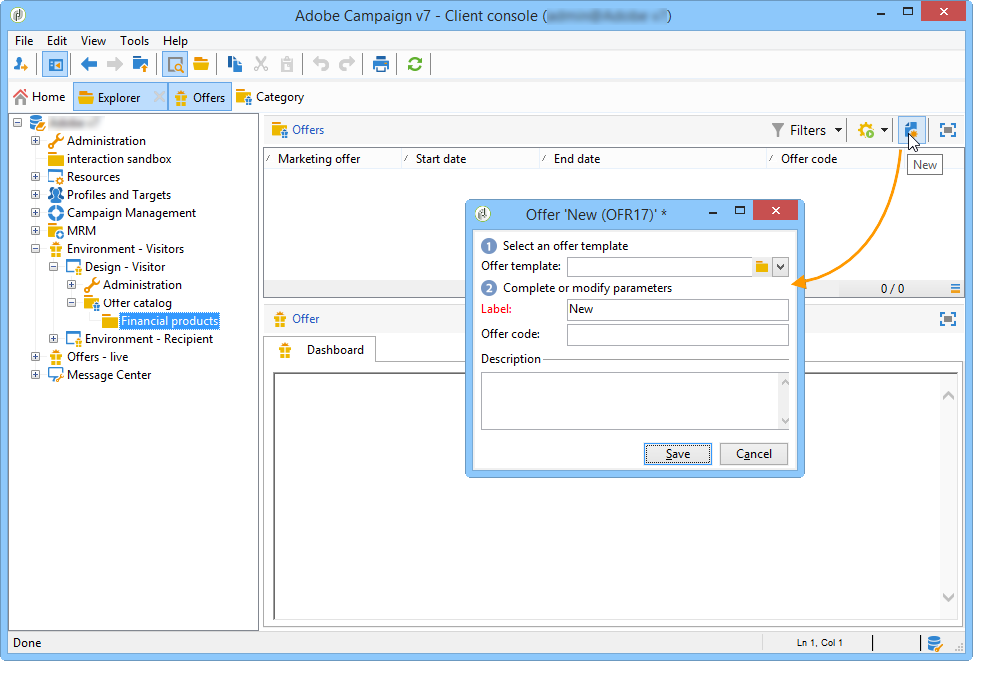 Adobe Campaign v7 - Client console (
File Edit View Tools Help
Home Explorer Offers Category
Administration
interaction sandbox
Resources
Profiles and Targets
Campaign Management
MRM
Environment - Visitors
Design - Visitor
Administration
Offer catalog
Financial products
Environment - Recipient
Offers - live
Message Center
Offers Filters
New
Marketing offer Start date End date Offer code
0 / 0
Offer
Dashboard
Offer 'New (OFR17)' *
1 Select an offer template
Offer template:
2 Complete or modify parameters
Label: New
Offer code:
Description
Save Cancel
Done Ln 1, Col 1